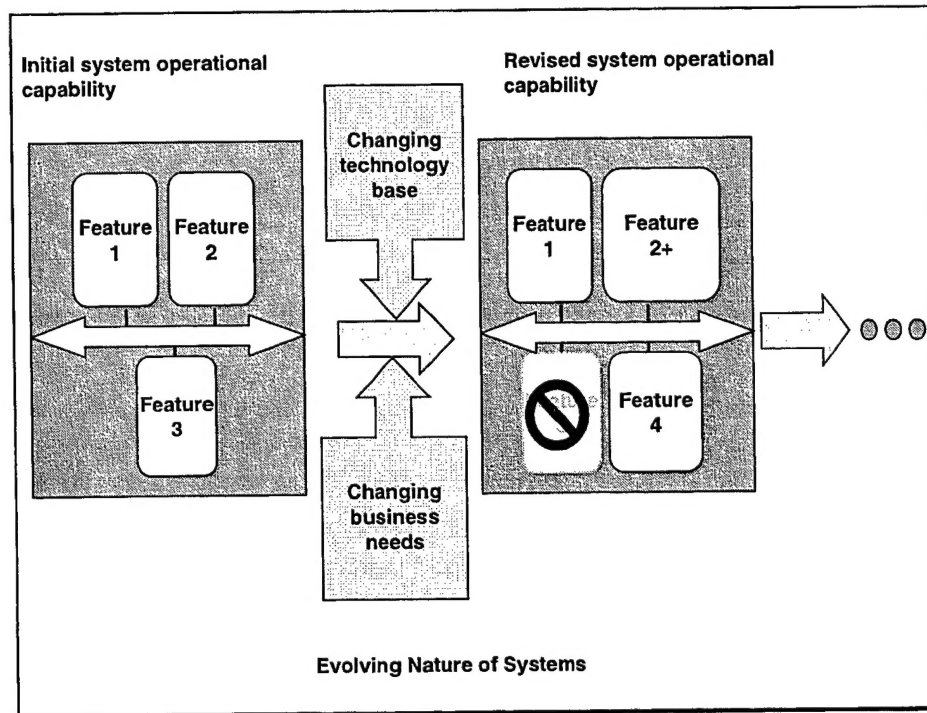 Initial system operational
capability
Revised system operational
capability
Changing
technology
base
Feature
1
Feature
2
Feature
3
Feature
1
Feature
2+
Feature
4
Changing
business
needs
Evolving Nature of Systems